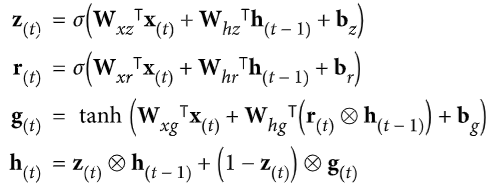 z(t) = σ(Wxz⊤x(t) + Whz⊤h(t − 1) + bz)
r(t) = σ(Wxr⊤x(t) + Whr⊤h(t − 1) + br)
g(t) = tanh (Wxg⊤x(t) + Whg⊤(r(t) ⊗ h(t − 1)) + bg)
h(t) = z(t) ⊗ h(t − 1) + (1 − z(t)) ⊗ g(t)